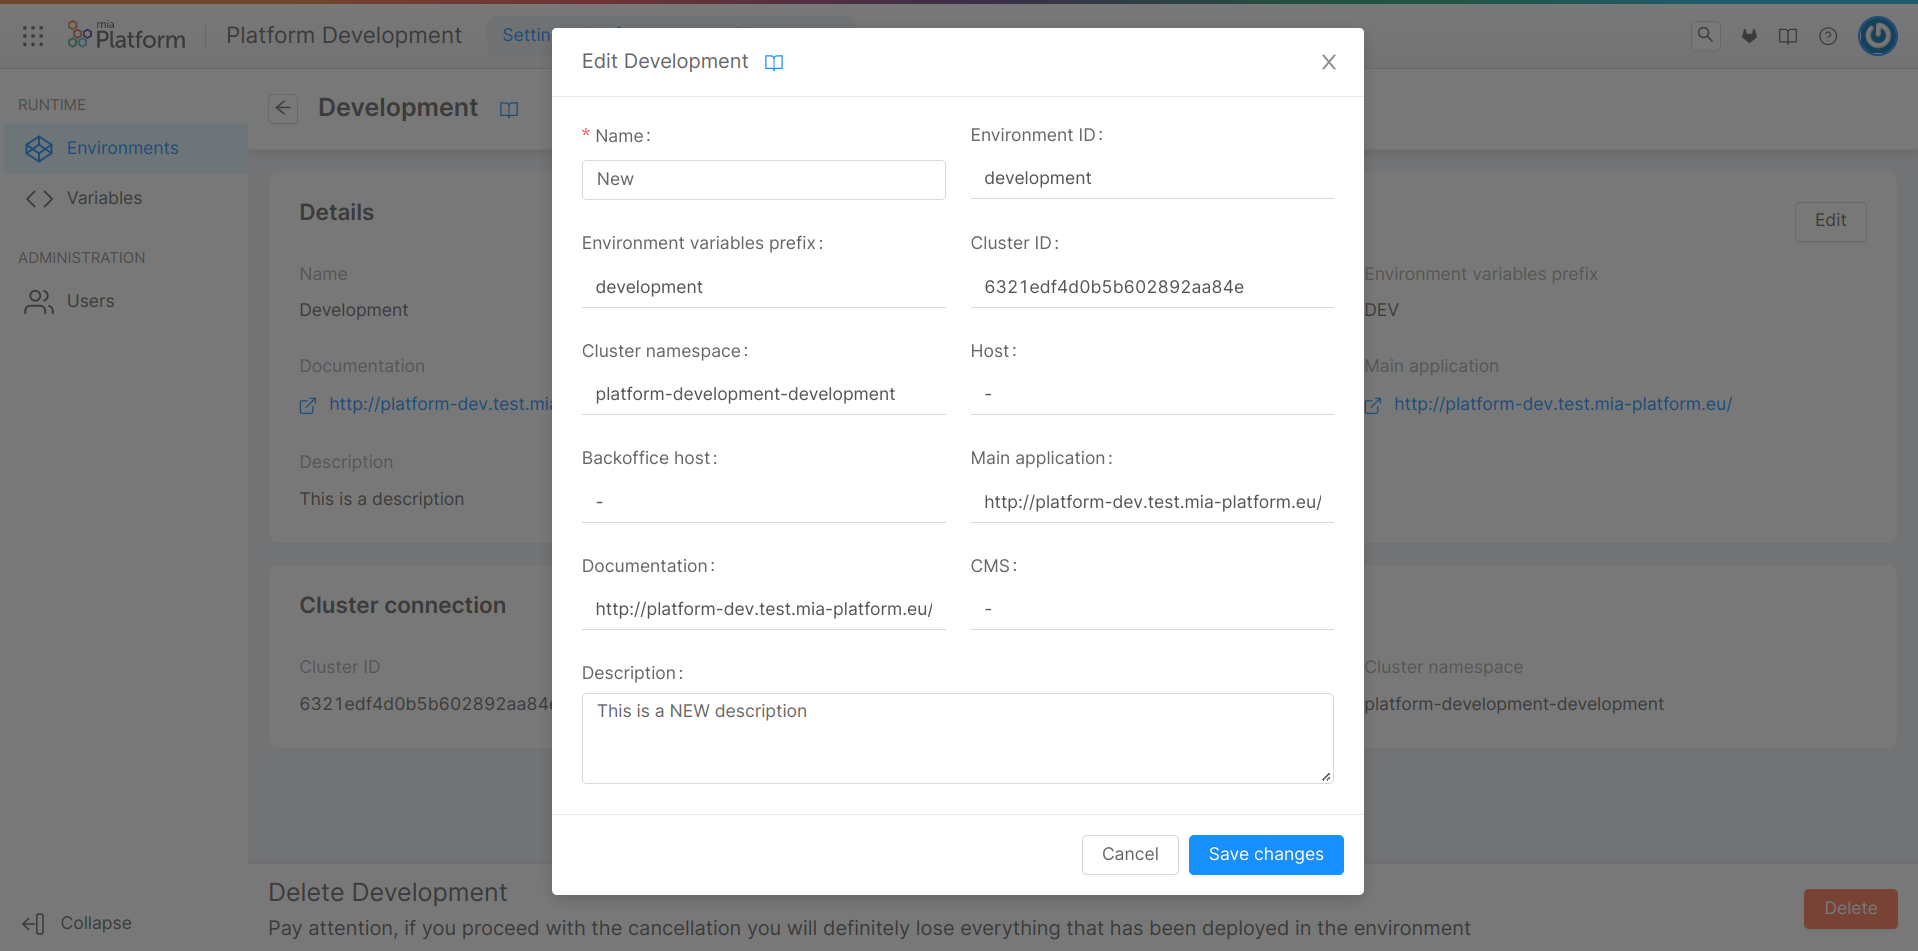 mia
Platform
Platform Development
Settin
RUNTIME
Environments
Variables
ADMINISTRATION
Users
Collapse
Development
Details
Edit
Name
Development
Environment variables prefix
DEV
Documentation
http://platform-dev.test.mia
Main application
http://platform-dev.test.mia-platform.eu/
Description
This is a description
Cluster connection
Cluster ID
6321edf4d0b5b602892aa84e
Cluster namespace
platform-development-development
Delete Development
Pay attention, if you proceed with the cancellation you will definitely lose everything that has been deployed in the environment
Delete
Edit Development
* Name:
New
Environment ID:
development
Environment variables prefix:
development
Cluster ID:
6321edf4d0b5b602892aa84e
Cluster namespace:
platform-development-development
Host:
-
Backoffice host:
-
Main application:
http://platform-dev.test.mia-platform.eu/
Documentation:
http://platform-dev.test.mia-platform.eu/
CMS:
-
Description:
This is a NEW description
Cancel
Save changes